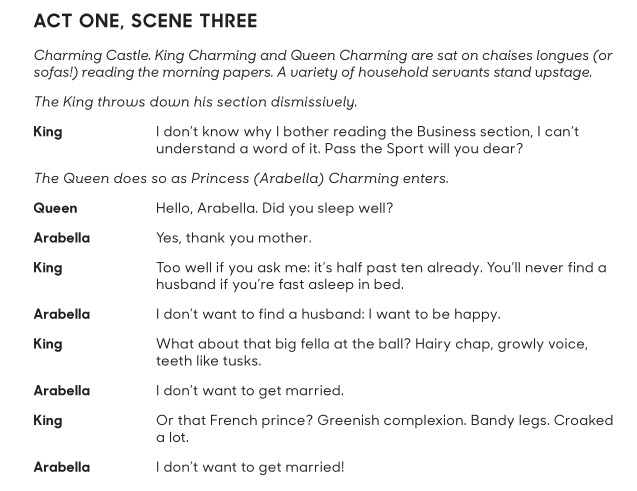 ACT ONE, SCENE THREE
Charming Castle. King Charming and Queen Charming are sat on chaises longues (or
sofas!) reading the morning papers. A variety of household servants stand upstage.
The King throws down his section dismissively.
King I don't know why I bother reading the Business section, I can't
understand a word of it. Pass the Sport will you dear?
The Queen does so as Princess (Arabella) Charming enters.
Queen Hello, Arabella. Did you sleep well?
Arabella Yes, thank you mother.
King Too well if you ask me: it's half past ten already. You'll never find a
husband if you're fast asleep in bed.
Arabella I don't want to find a husband: I want to be happy.
King What about that big fella at the ball? Hairy chap, growly voice,
teeth like tusks.
Arabella I don't want to get married.
King Or that French prince? Greenish complexion. Bandy legs. Croaked
a lot.
Arabella I don't want to get married!